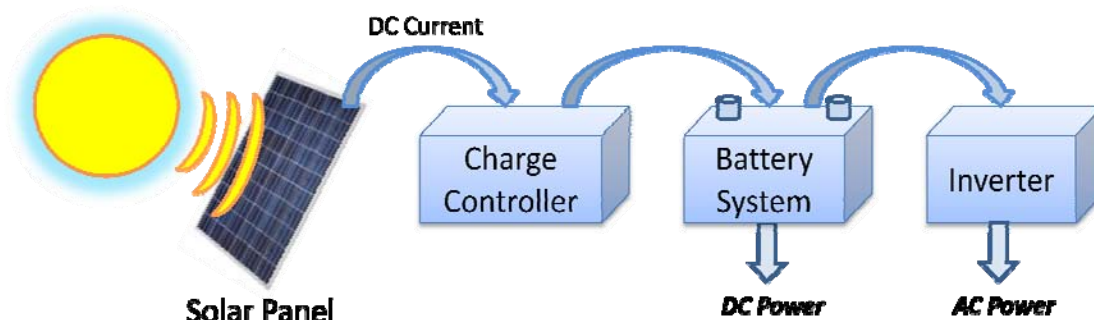 DC Current
Charge
Controller
Battery
System
Inverter
Solar Panel
DC Power
AC Power